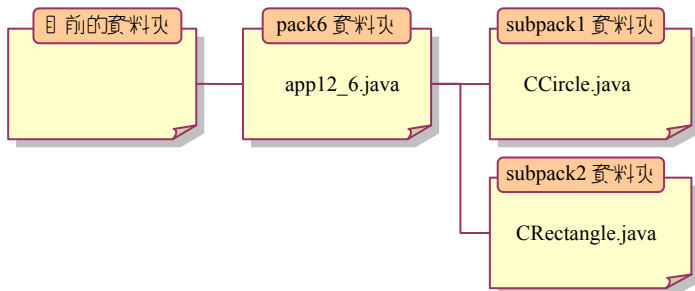 目前的資料夾
pack6 資料夾
app12_6.java
subpack1 資料夾
CCircle.java
subpack2 資料夾
CRectangle.java